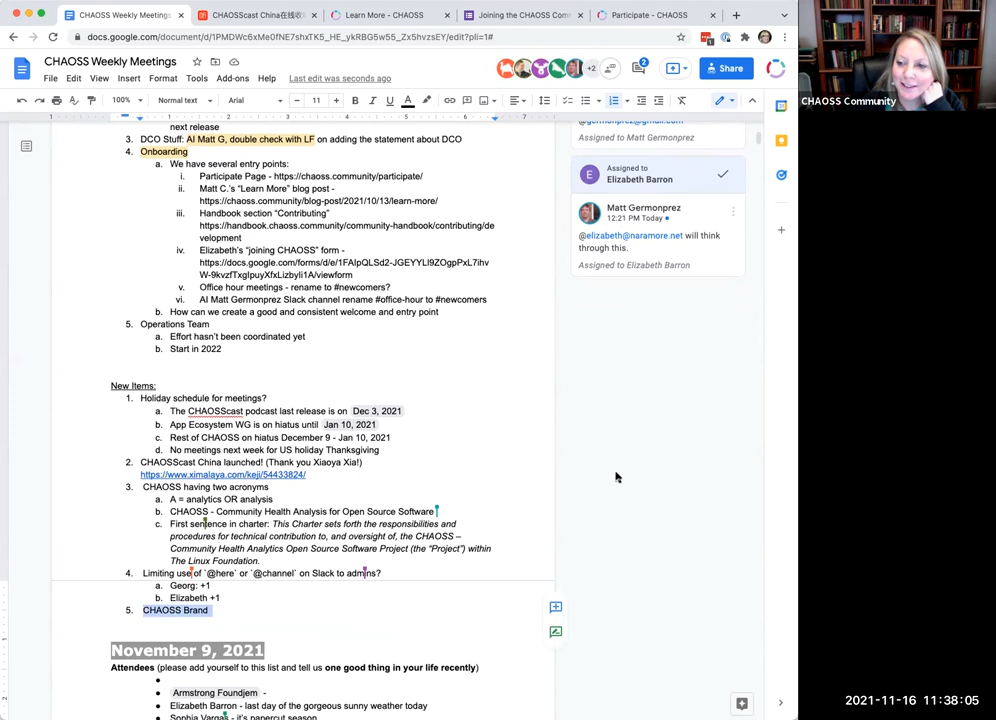 CHAOSS Weekly Meetings
CHAOSScast China在线收
Learn More - CHAOSS
Joining the CHAOSS Com
Participate - CHAOSS
docs.google.com/document/d/1PMDWc6xMe0fNE7shxTK5_HE_ykRBG5w55_Zx5hvzsEY/edit?pli=1#
CHAOSS Weekly Meetings
File Edit View Insert Format Tools Add-ons Help Last edit was seconds ago
+2
2
Share
100% Normal text Arial 11
1 1 2 3 4 5 6 7
next release
3. DCO Stuff: AI Matt G, double check with LF on adding the statement about DCO
4. Onboarding
a. We have several entry points:
i. Participate Page - https://chaoss.community/participate/
ii. Matt C.'s "Learn More" blog post -
https://chaoss.community/blog-post/2021/10/13/learn-more/
iii. Handbook section "Contributing"
https://handbook.chaoss.community/community-handbook/contributing/de
velopment
iv. Elizabeth's "joining CHAOSS" form -
https://docs.google.com/forms/d/e/1FAIpQLSd2-JGEYYLl9ZOgpPxL7ihv
W-9kvzfTxglpuyXfxLizbyli1A/viewform
v. Office hour meetings - rename to #newcomers?
vi. AI Matt Germonprez Slack channel rename #office-hour to #newcomers
b. How can we create a good and consistent welcome and entry point
5. Operations Team
a. Effort hasn't been coordinated yet
b. Start in 2022
New Items:
1. Holiday schedule for meetings?
a. The CHAOSScast podcast last release is on Dec 3, 2021
b. App Ecosystem WG is on hiatus until Jan 10, 2021
c. Rest of CHAOSS on hiatus December 9 - Jan 10, 2021
d. No meetings next week for US holiday Thanksgiving
2. CHAOSScast China launched! (Thank you Xiaoya Xia!)
https://www.ximalaya.com/keji/54433824/
3. CHAOSS having two acronyms
a. A = analytics OR analysis
b. CHAOSS - Community Health Analysis for Open Source Software
c. First sentence in charter: This Charter sets forth the responsibilities and
procedures for technical contribution to, and oversight of, the CHAOSS –
Community Health Analytics Open Source Software Project (the "Project") within
The Linux Foundation.
4. Limiting use of `@here` or `@channel` on Slack to admins?
a. Georg: +1
b. Elizabeth +1
5. CHAOSS Brand
November 9, 2021
Attendees (please add yourself to this list and tell us one good thing in your life recently)
Armstrong Foundjem -
Elizabeth Barron - last day of the gorgeous sunny weather today
Sophia Vargas - it's papercut season
Assigned to Matt Germonprez
E
Assigned to
Elizabeth Barron
Matt Germonprez
12:21 PM Today
@elizabeth@naramore.net will think
through this.
Assigned to Elizabeth Barron
CHAOSS Community
2021-11-16 11:38:05